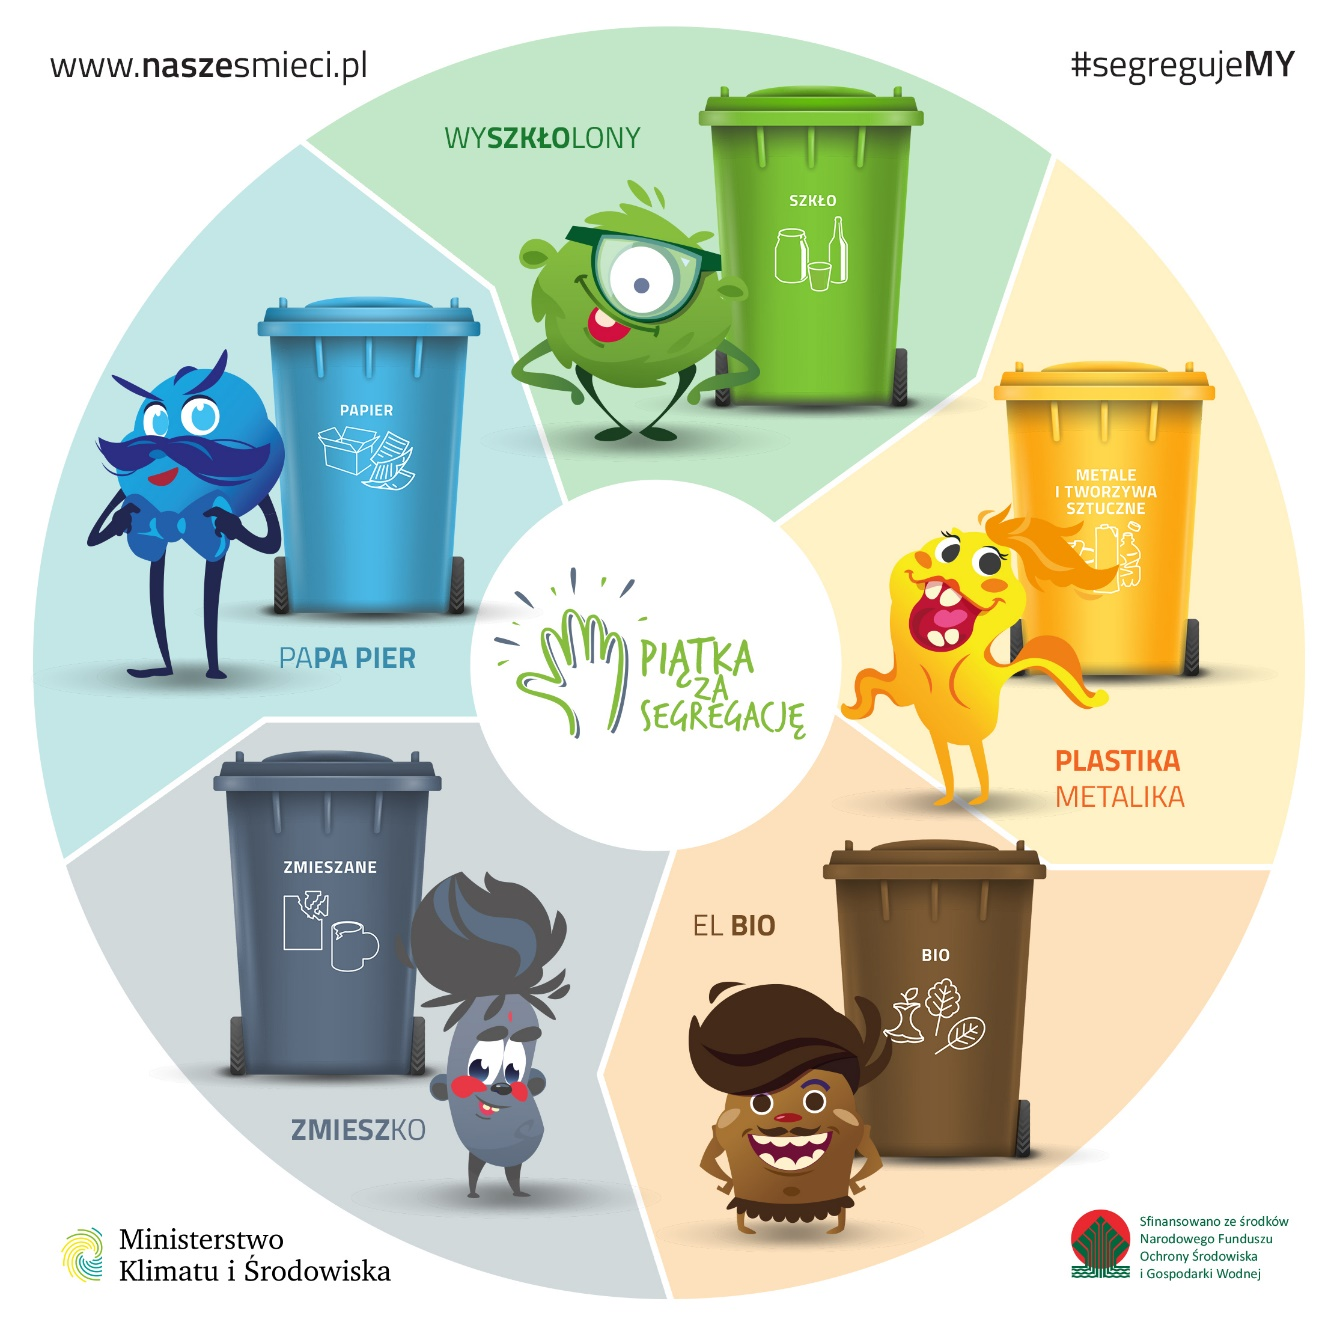 www.naszesmieci.pl
#segregujeMY
WYSZKŁOLONY
SZKŁO
PAPIER
PAPA PIER
METALE
I TWORZYWA
SZTUCZNE
PLASTIKA
METALIKA
PIĄTKA
ZA
SEGREGACJĘ
ZMIESZANE
ZMIESZKO
EL BIO
BIO
Ministerstwo
Klimatu i Środowiska
Sfinansowano ze środków
Narodowego Funduszu
Ochrony Środowiska
i Gospodarki Wodnej